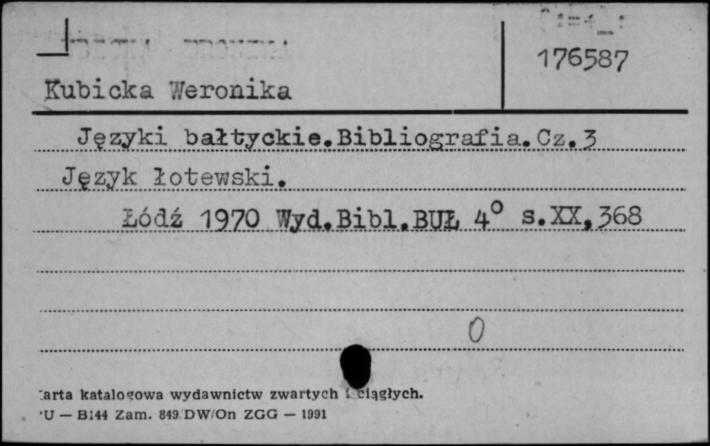 176587
Kubicka Weronika
Języki bałtyckie.Bibliografia.Cz.3
Język łotewski.
Łódź 1970 Wyd.Bibl.BUŁ 4° s.XX,368
0
arta katalogowa wydawnictw zwartych i ciągłych.
U — B144 Zam. 849 DW/On ZGG — 1991